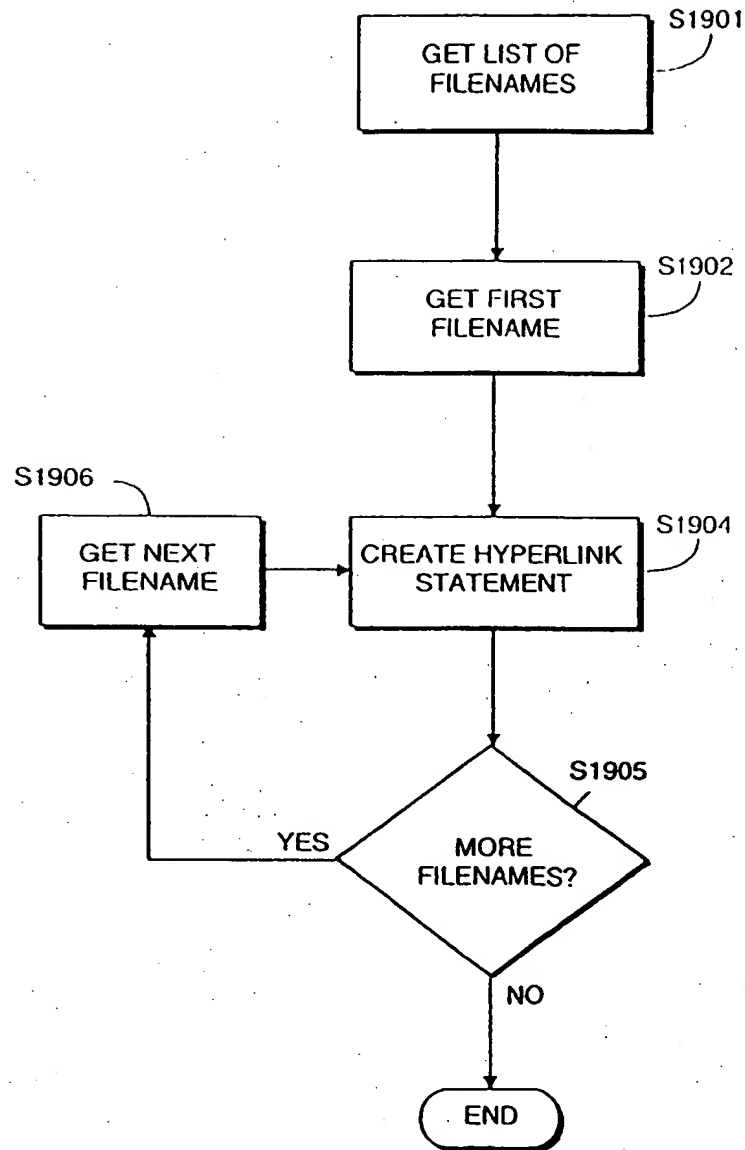 S1901
GET LIST OF
FILENAMES
S1902
GET FIRST
FILENAME
S1906
GET NEXT
FILENAME
S1904
CREATE HYPERLINK
STATEMENT
S1905
YES
MORE
FILENAMES?
NO
END